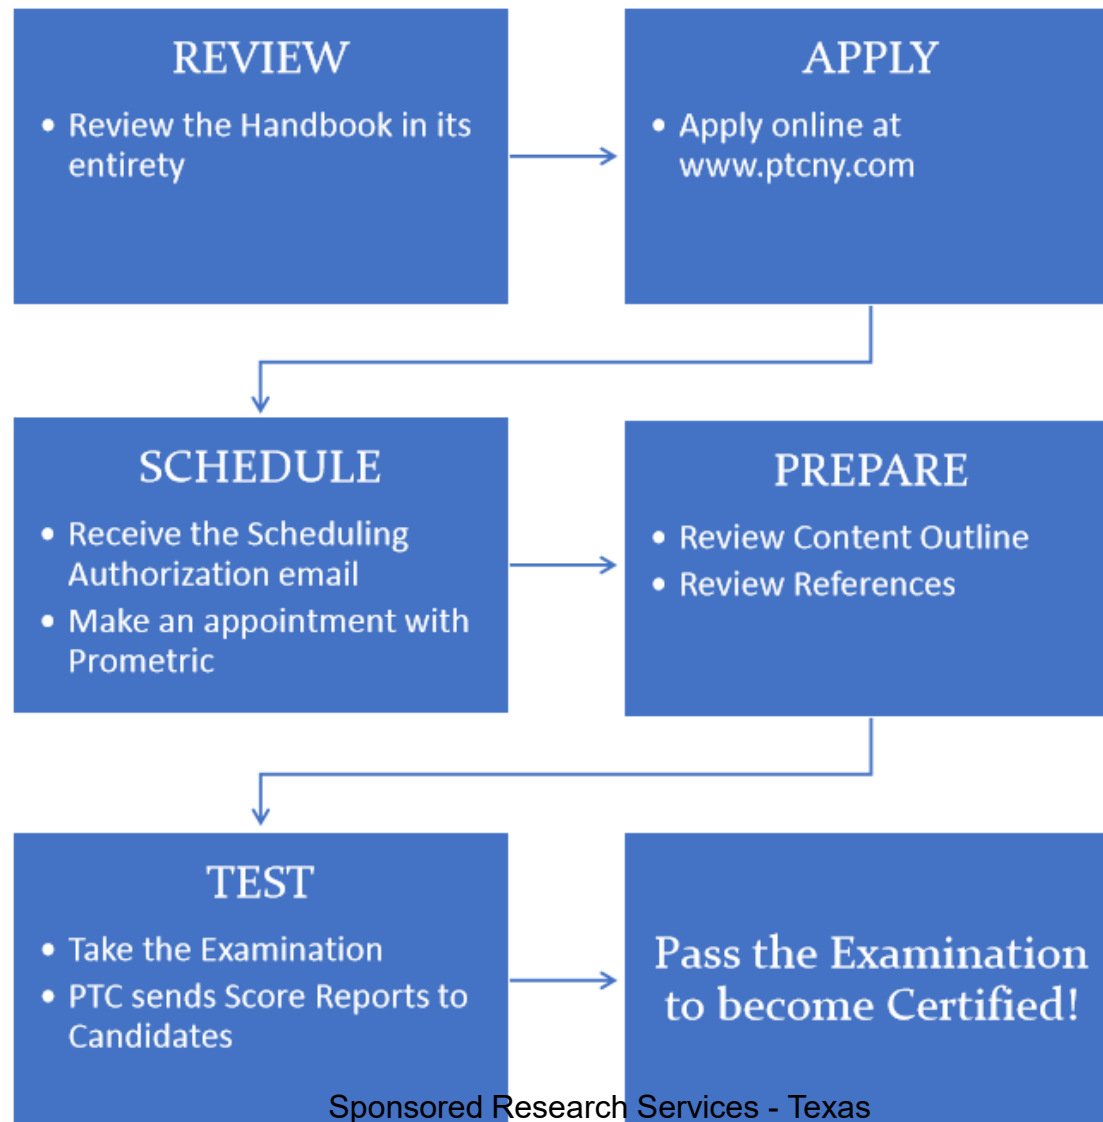 REVIEW
• Review the Handbook in its
entirety
APPLY
• Apply online at
www.ptcny.com
SCHEDULE
• Receive the Scheduling
Authorization email
• Make an appointment with
Prometric
PREPARE
• Review Content Outline
• Review References
TEST
• Take the Examination
• PTC sends Score Reports to
Candidates
Pass the Examination
to become Certified!
Sponsored Research Services - Texas